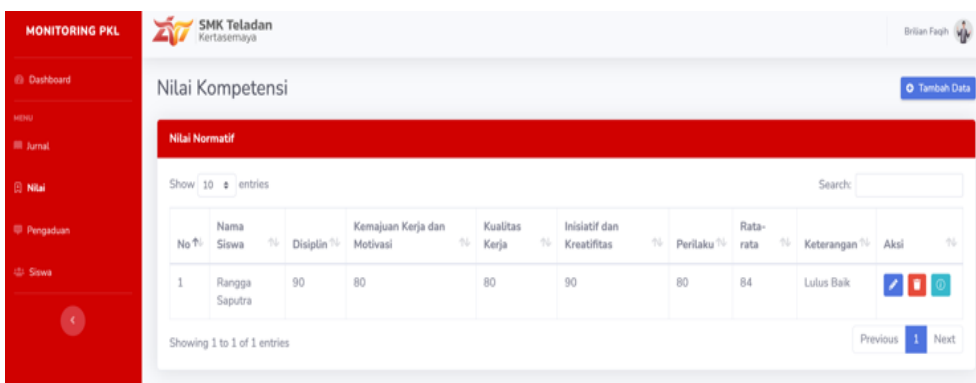 MONITORING PKL
SMK Teladan
Kertasemaya
Brilian Faqih
Dashboard
MENU
Jurnal
Nilai
Pengaduan
Siswa
Nilai Kompetensi
Tambah Data
Nilai Normatif
Show 10 entries
Search:
No Nama Siswa Disiplin Kemajuan Kerja dan Motivasi Kualitas Kerja Inisiatif dan Kreatifitas Perilaku Rata-rata Keterangan Aksi
1 Rangga Saputra 90 80 80 90 80 84 Lulus Baik
Showing 1 to 1 of 1 entries
Previous 1 Next